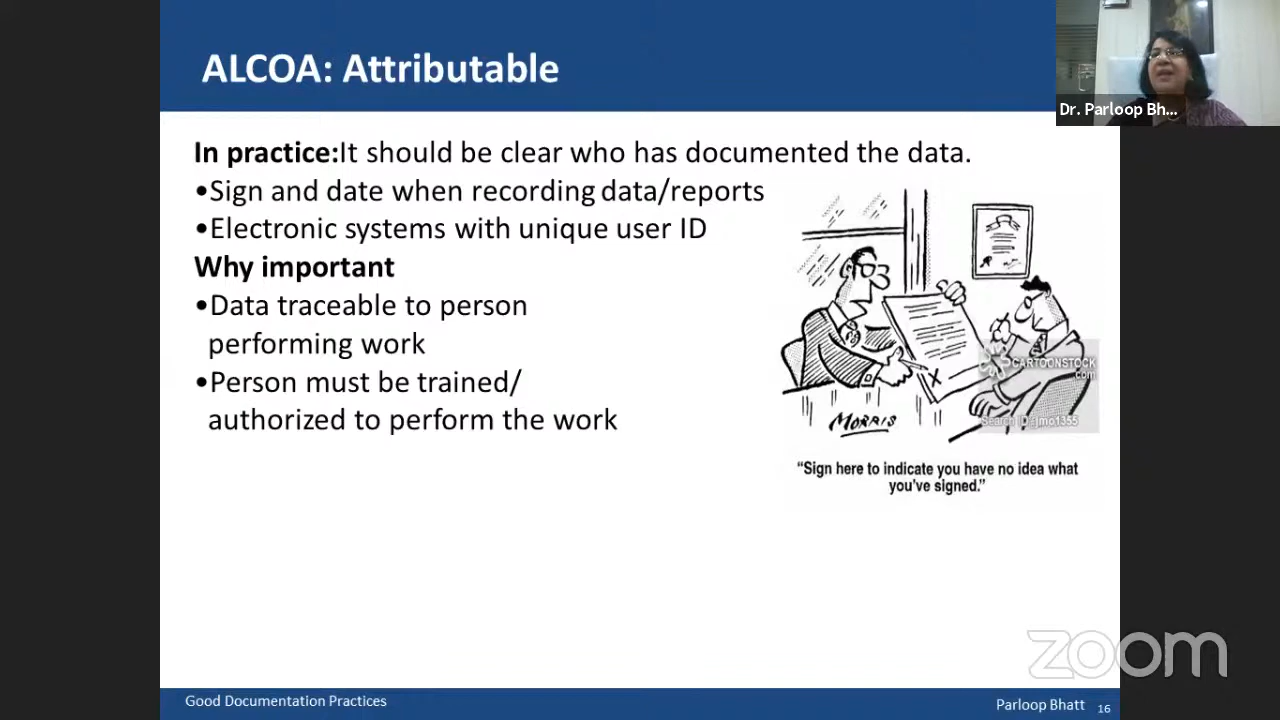 ALCOA: Attributable
Dr. Parloop Bh...
In practice:It should be clear who has documented the data.
•Sign and date when recording data/reports
•Electronic systems with unique user ID
Why important
•Data traceable to person
performing work
•Person must be trained/
authorized to perform the work
CARTOONSTOCK
.com
Search ID: ajmo1355
MORRIS
“Sign here to indicate you have no idea what
you’ve signed.”
zoom
Good Documentation Practices
Parloop Bhatt 16